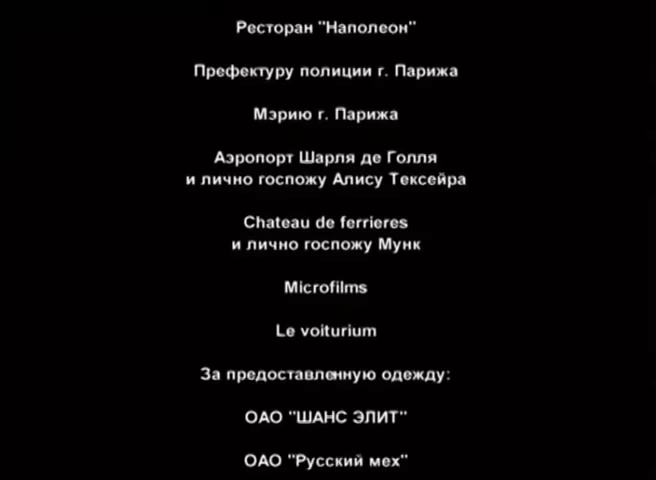 Ресторан "Наполеон"
Префектуру полиции г. Парижа
Мэрию г. Парижа
Аэропорт Шарля де Голля
и лично госпожу Алису Тексейра
Chateau de ferrieres
и лично госпожу Мунк
Microfilms
Le voiturium
За предоставленную одежду:
ОАО "ШАНС ЭЛИТ"
ОАО "Русский мех"